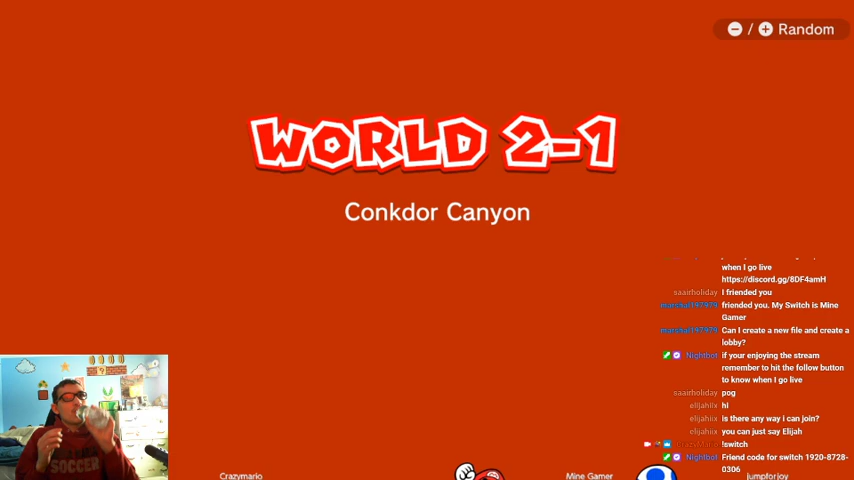 Random
WORLD 2-1
Conkdor Canyon
when I go live
https://discord.gg/8DF4amH
saairholiday I friended you
friended you. My Switch is Mine
Gamer
Can I create a new file and create a
lobby?
Nightbot if your enjoying the stream
remember to hit the follow button
to know when I go live
saairholiday pog
elijahiix hi
elijahiix is there any way i can join?
elijahiix you can just say Elijah
!switch
Nightbot Friend code for switch 1920-8728-
0306
SOCCER
Crazymario
Mine Gamer
jumpforjoy